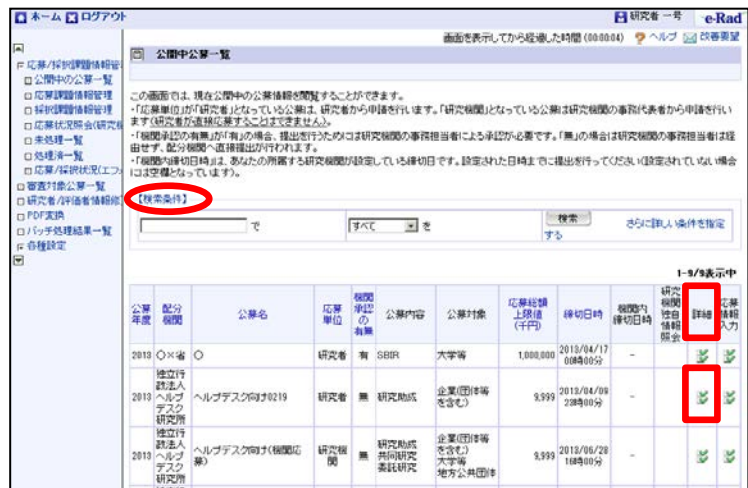 ホーム ログアウト
研究者 一号 e-Rad
画面を表示してから経過した時間 (00:00:04) ヘルプ 改善要望
応募/採択課題情報管
公開中の公募一覧
応募課題情報管理
採択課題情報管理
応募状況照会(研究機
未処理一覧
処理済一覧
応募/採択状況(エフォ
審査対象公募一覧
研究者/評価者情報修
PDF変換
バッチ処理結果一覧
各種設定
公開中公募一覧
この画面では、現在公開中の公募情報を閲覧することができます。
・「応募単位」が「研究者」となっている公募は、研究者から申請を行います。「研究機関」となっている公募は研究機関の事務代表者から申請を行い
ます(研究者が直接応募することはできません)。
・「機関承認の有無」が「有」の場合、提出を行うためには研究機関の事務担当者による承認が必要です。「無」の場合は研究機関の事務担当者は経
由せず、配分機関へ直接提出が行われます。
・「機関内締切日時」は、あなたの所属する研究機関が設定している締切日です。設定された日時までに提出を行ってください(設定されていない場合
には空欄となっています)。
【検索条件】
で すべて を 検索 する さらに詳しい条件を指定
1-9/9表示中
公募年度 配分機関 公募名 応募単位 機関承認の有無 公募内容 公募対象 応募総額上限値(千円) 締切日時 機関内締切日時 研究機関独自情報照会 詳細 応募情報入力
2013 ○×省 ○ 研究者 有 SBIR 大学等 1,000,000 2013/04/17 00時00分 -
2013 独立行政法人ヘルプデスク研究所 ヘルプデスク向け0219 研究者 無 研究助成 企業(団体等を含む) 9,999 2013/04/09 23時00分 -
2013 独立行政法人ヘルプデスク研究所 ヘルプデスク向け(機関応募) 研究機関 無 研究助成 共同研究 委託研究 企業(団体等を含む) 大学等 地方公共団体 9,999 2013/06/28 16時00分 -